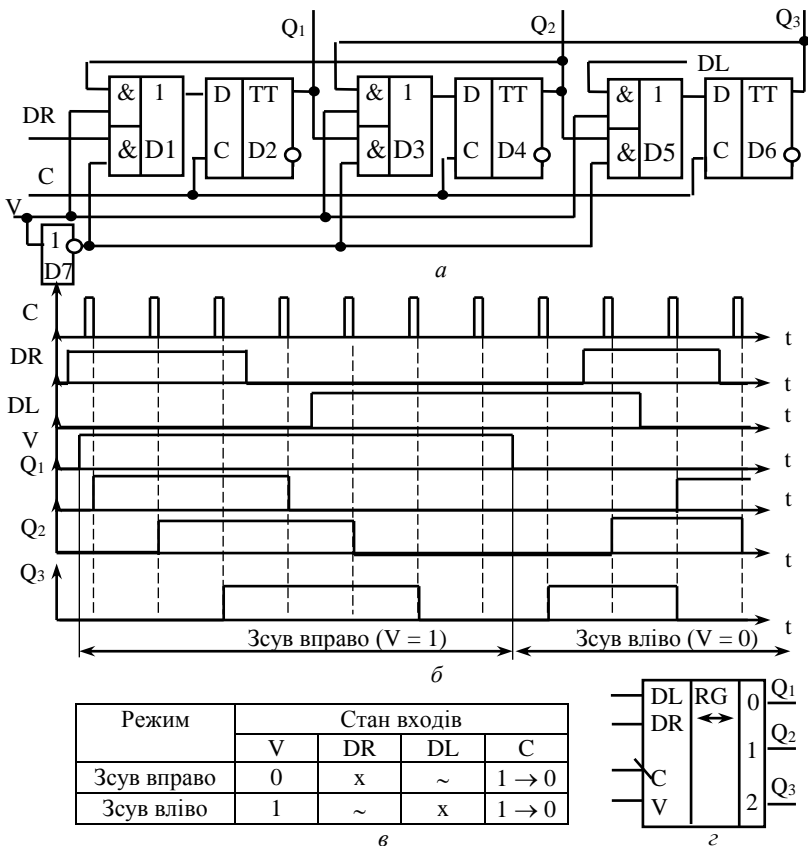 Q1 Q2 Q3
DL
& 1 D TT & 1 D TT & 1 D TT
DR
& D1 C D2 & D3 C D4 & D5 C D6
C
V
1
D7
а
C t
DR t
DL t
V t
Q1 t
Q2 t
Q3 t
Зсув вправо (V = 1) Зсув вліво (V = 0)
б
Режим Стан входів
V DR DL C
Зсув вправо 0 x ~ 1 → 0
Зсув вліво 1 ~ x 1 → 0
в
DL RG 0 Q1
DR ↔
1 Q2
C
V 2 Q3
г